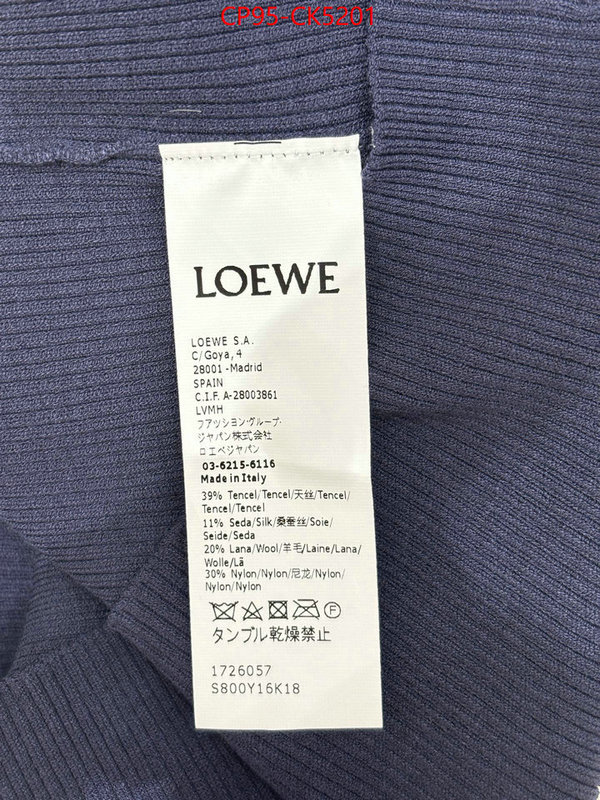 CP95-CK5201
LOEWE
LOEWE S.A.
C/Goya, 4
28001 -Madrid
SPAIN
C.I.F. A-28003861
LVMH
ファッション・グループ・
ジャパン株式会社
ロエベジャパン
03-6215-6116
Made in Italy
39% Tencel/Tencel/天丝/Tencel/
Tencel/Tencel
11% Seda/Silk/桑蚕丝/Soie/
Seide/Seda
20% Lana/Wool/羊毛/Laine/Lana/
Wolle/Lã
30% Nylon/Nylon/尼龙/Nylon/
Nylon/Nylon
F
タンブル乾燥禁止
1726057
S800Y16K18